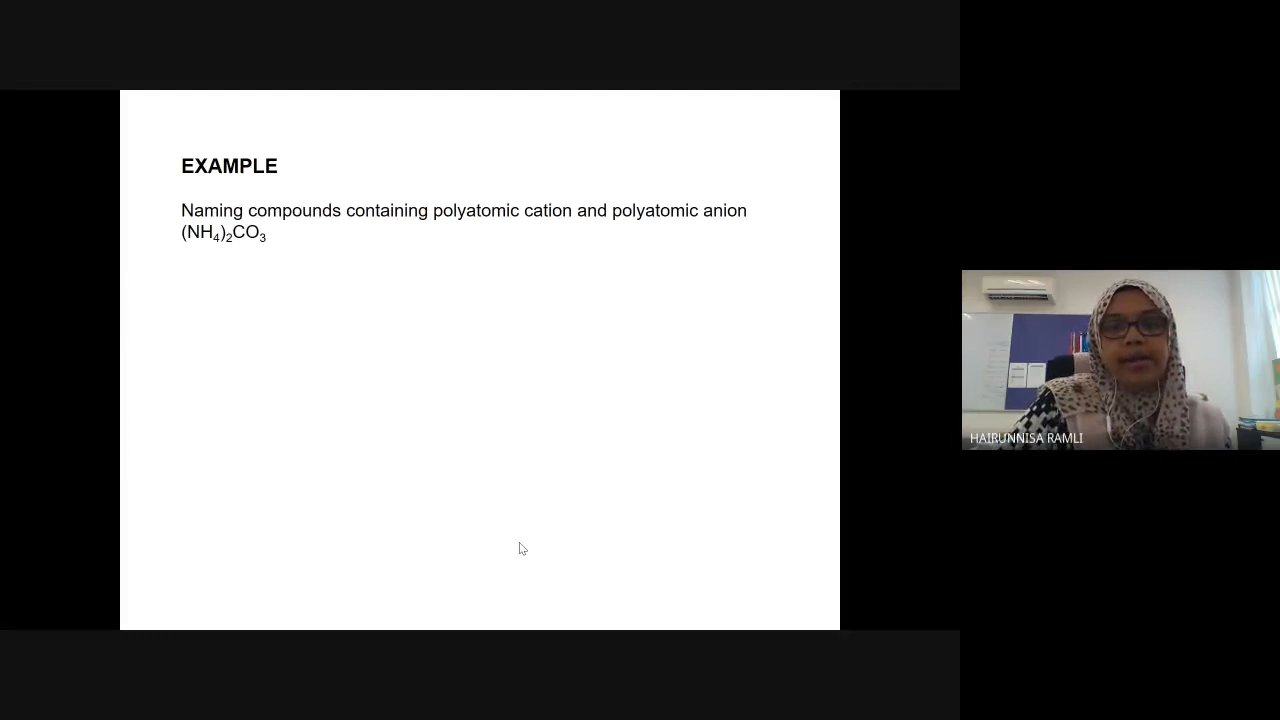 EXAMPLE
Naming compounds containing polyatomic cation and polyatomic anion
(NH₄)₂CO₃
HAIRUNNISA RAMLI